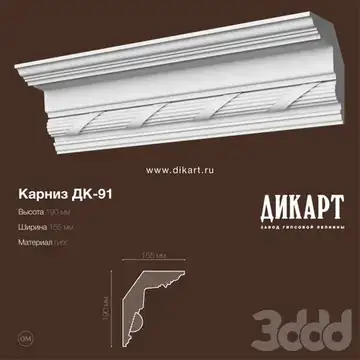 www.dikart.ru
Карниз ДК-91
Высота 190 мм
Ширина 155 мм
Материал гипс
ДИКАРТ
ЗАВОД ГИПСОВОЙ ЛЕПНИНЫ
155 мм
190 мм
ОМ
3ddd